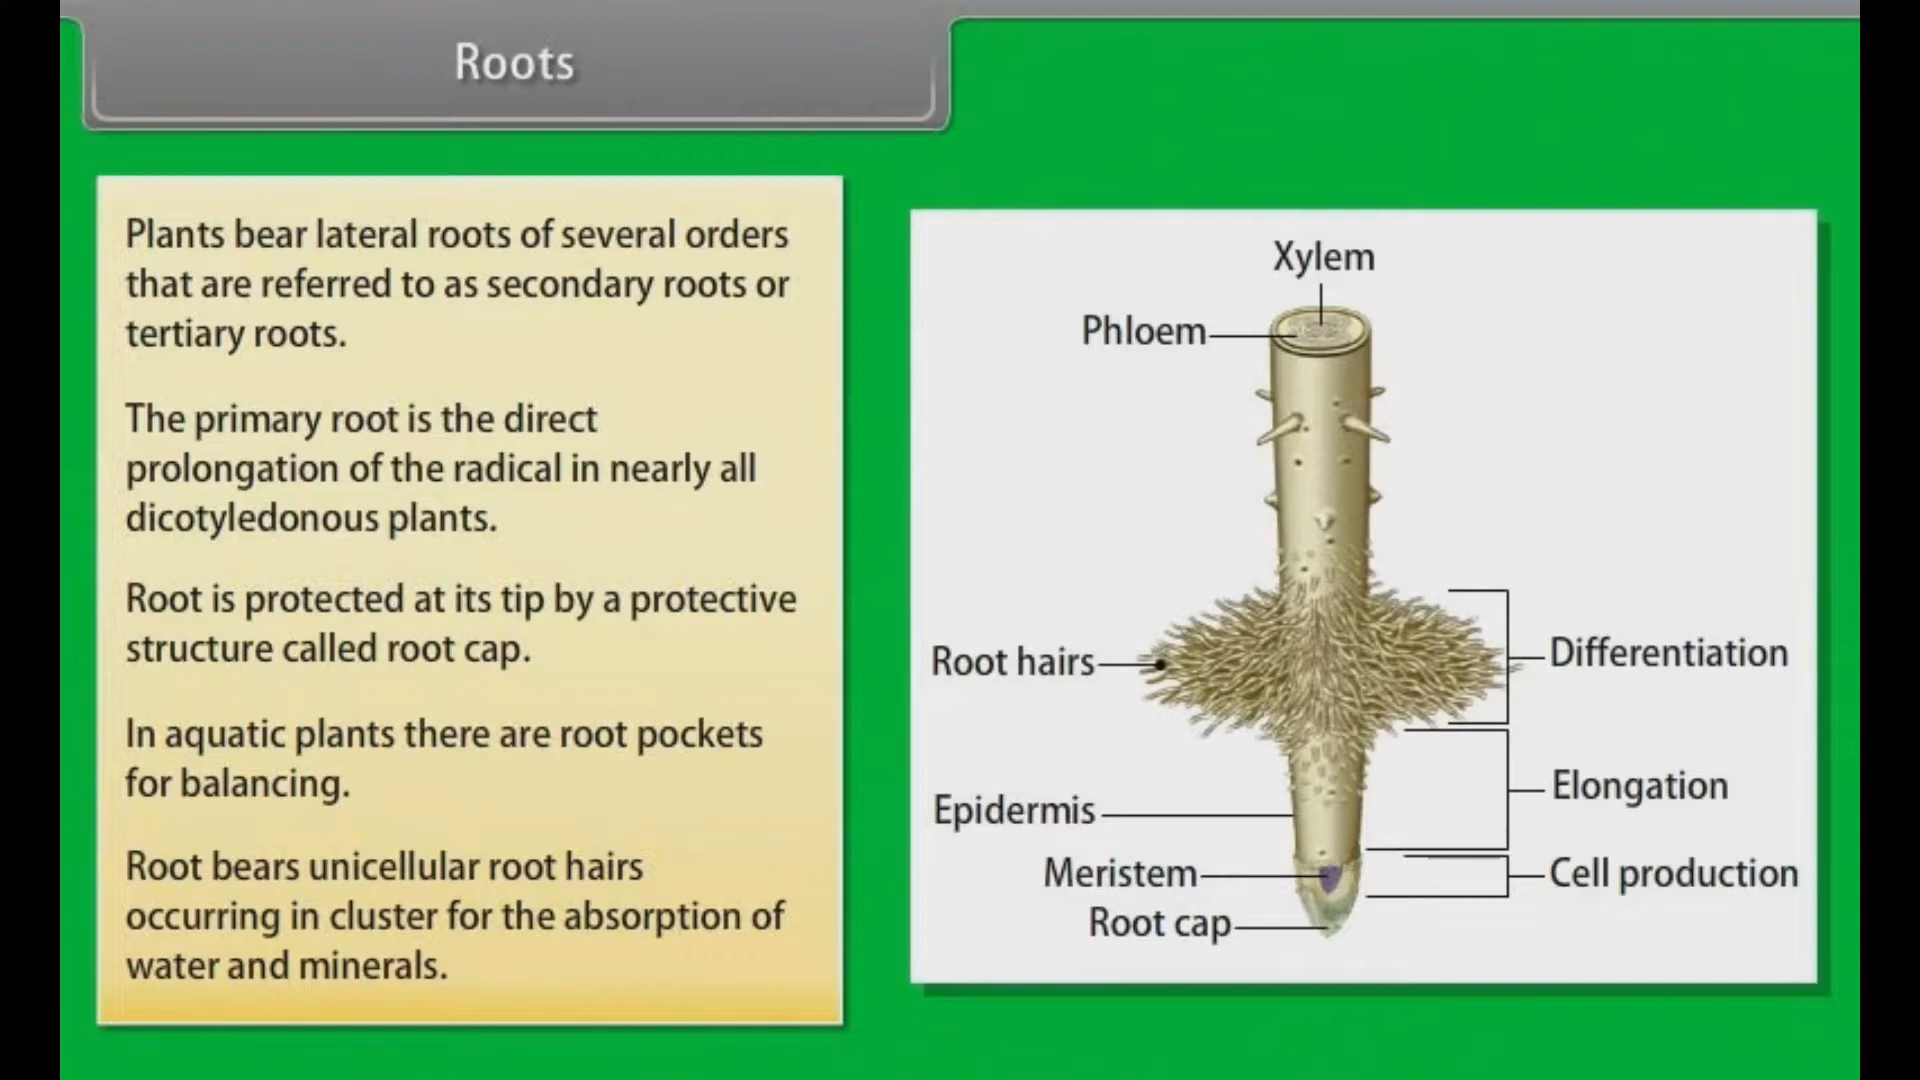 Roots
Plants bear lateral roots of several orders
that are referred to as secondary roots or
tertiary roots.
The primary root is the direct
prolongation of the radical in nearly all
dicotyledonous plants.
Root is protected at its tip by a protective
structure called root cap.
In aquatic plants there are root pockets
for balancing.
Root bears unicellular root hairs
occurring in cluster for the absorption of
water and minerals.
Xylem
Phloem
Root hairs
Differentiation
Elongation
Epidermis
Meristem
Cell production
Root cap